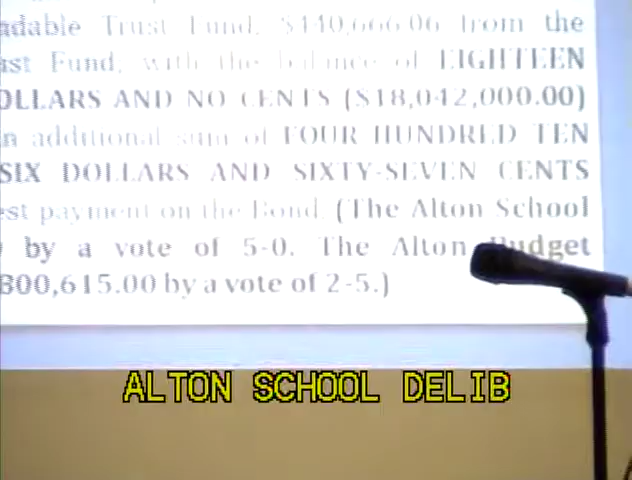 adable Trust Fund, $140,666.06 from the
ast Fund, with the balance of EIGHTEEN
OLLARS AND NO CENTS ($18,042,000.00)
n additional sum of FOUR HUNDRED TEN
SIX DOLLARS AND SIXTY-SEVEN CENTS
est payment on the Bond. (The Alton School
by a vote of 5-0. The Alton Budget
800,615.00 by a vote of 2-5.)
ALTON SCHOOL DELIB